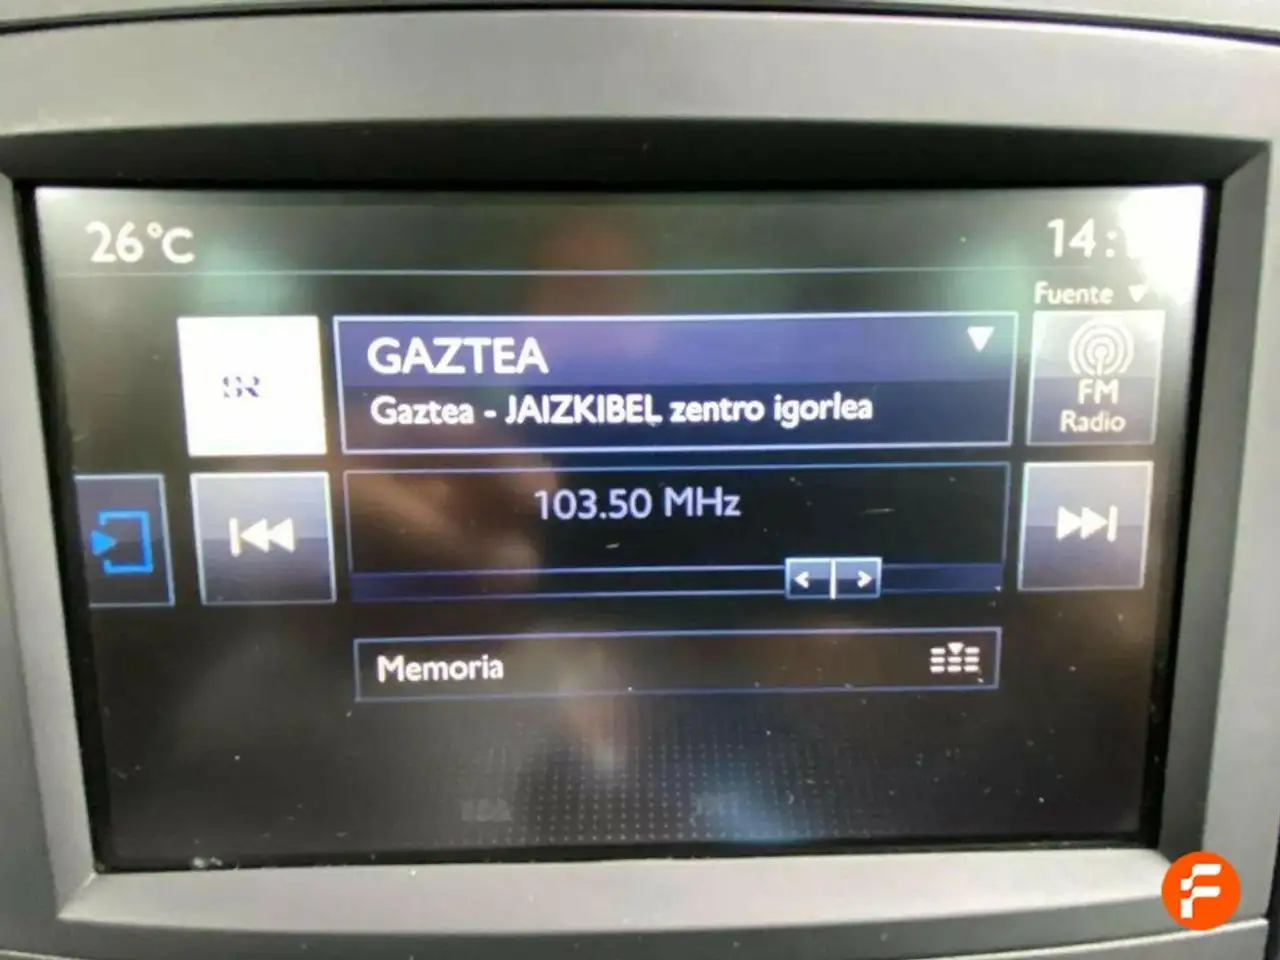 26°C
14:
Fuente
GAZTEA
Gaztea - JAIZKIBEL zentro igorlea
FM
Radio
103.50 MHz
Memoria